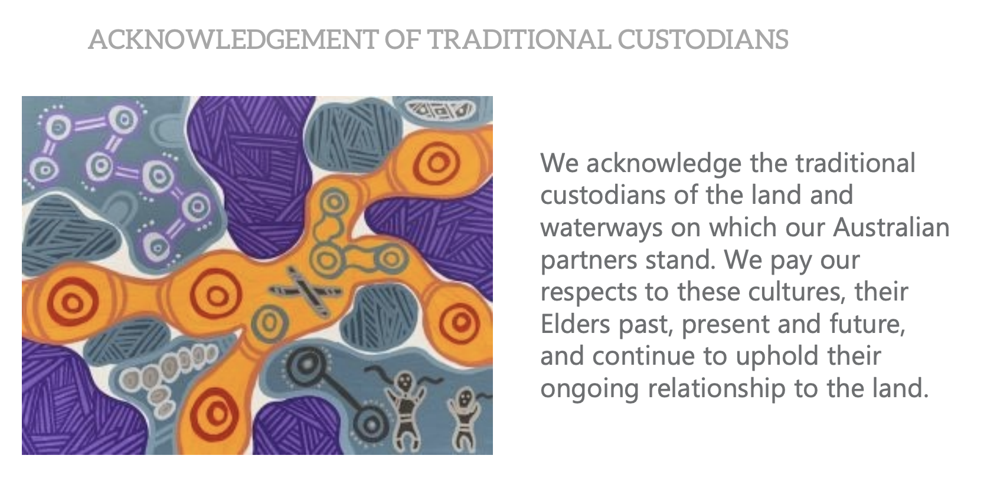 ACKNOWLEDGEMENT OF TRADITIONAL CUSTODIANS
We acknowledge the traditional
custodians of the land and
waterways on which our Australian
partners stand. We pay our
respects to these cultures, their
Elders past, present and future,
and continue to uphold their
ongoing relationship to the land.